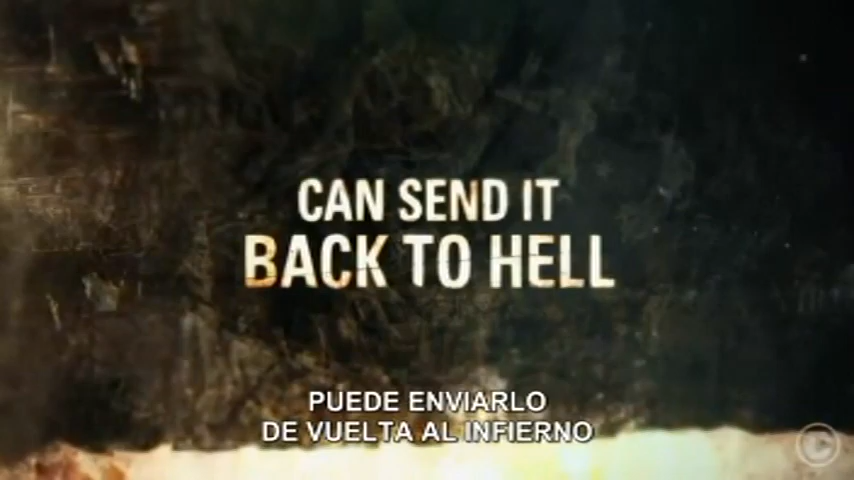 CAN SEND IT
BACK TO HELL
PUEDE ENVIARLO
DE VUELTA AL INFIERNO